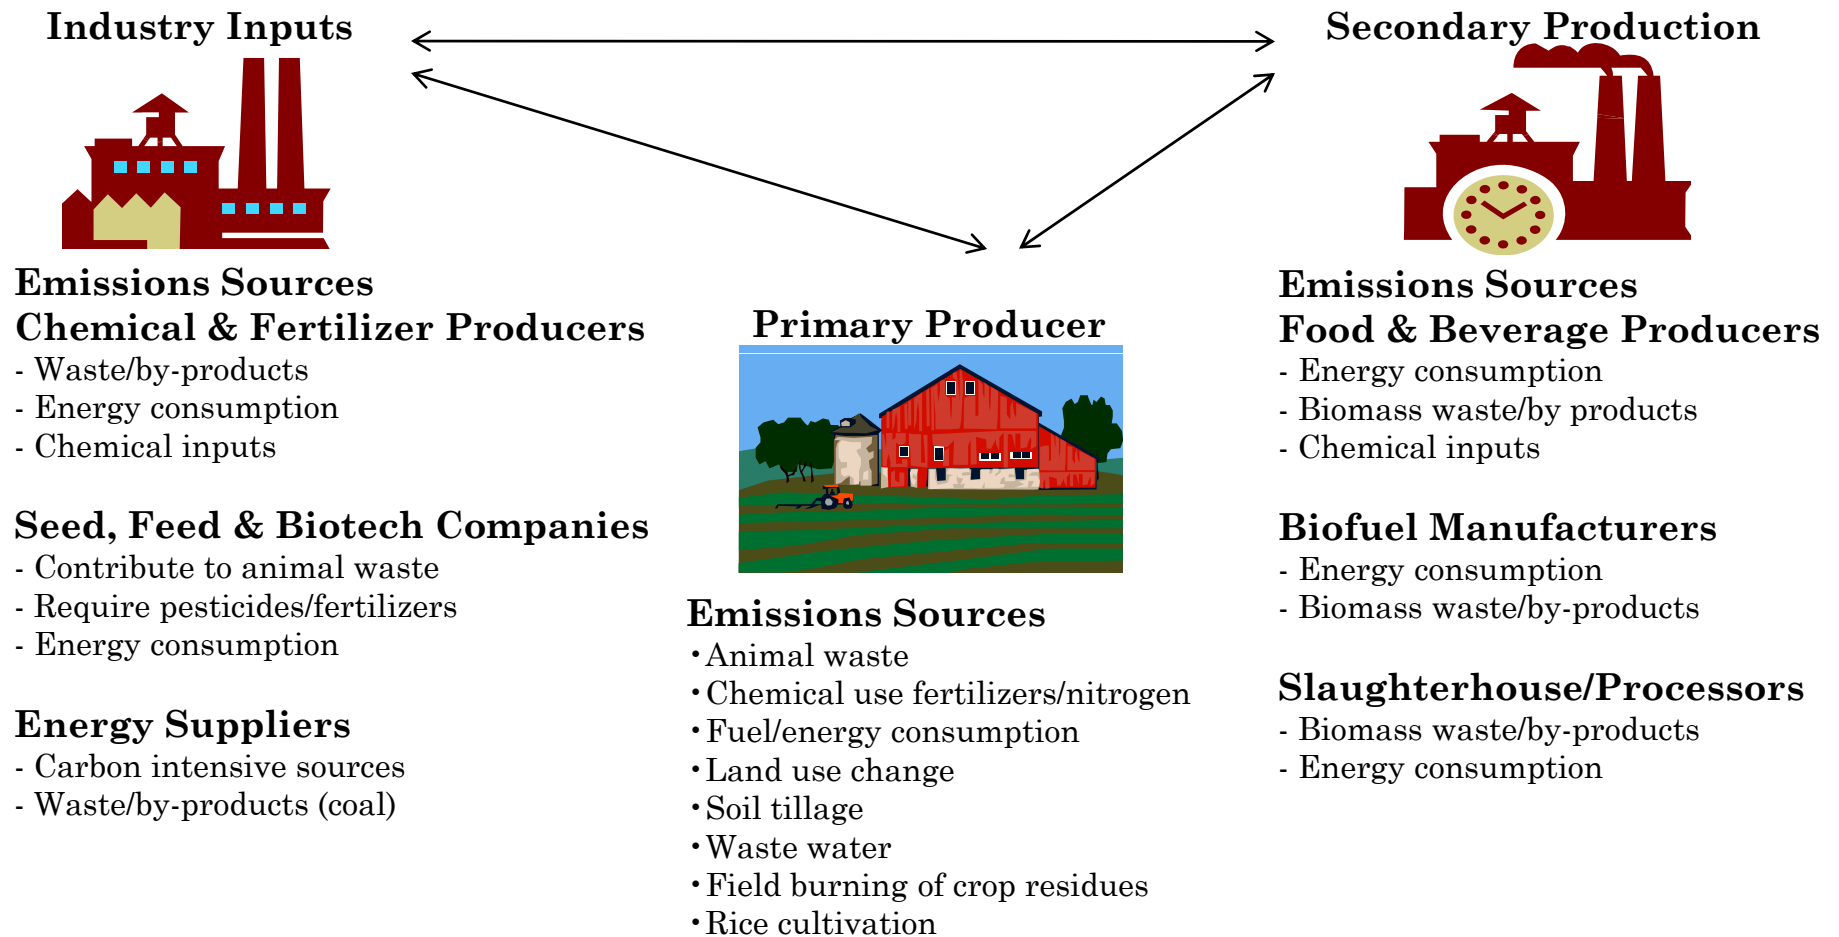 Industry Inputs
Emissions Sources
Chemical & Fertilizer Producers
- Waste/by-products
- Energy consumption
- Chemical inputs
Seed, Feed & Biotech Companies
- Contribute to animal waste
- Require pesticides/fertilizers
- Energy consumption
Energy Suppliers
- Carbon intensive sources
- Waste/by-products (coal)
Primary Producer
Emissions Sources
•Animal waste
•Chemical use fertilizers/nitrogen
•Fuel/energy consumption
•Land use change
•Soil tillage
•Waste water
•Field burning of crop residues
•Rice cultivation
Secondary Production
Emissions Sources
Food & Beverage Producers
- Energy consumption
- Biomass waste/by products
- Chemical inputs
Biofuel Manufacturers
- Energy consumption
- Biomass waste/by-products
Slaughterhouse/Processors
- Biomass waste/by-products
- Energy consumption